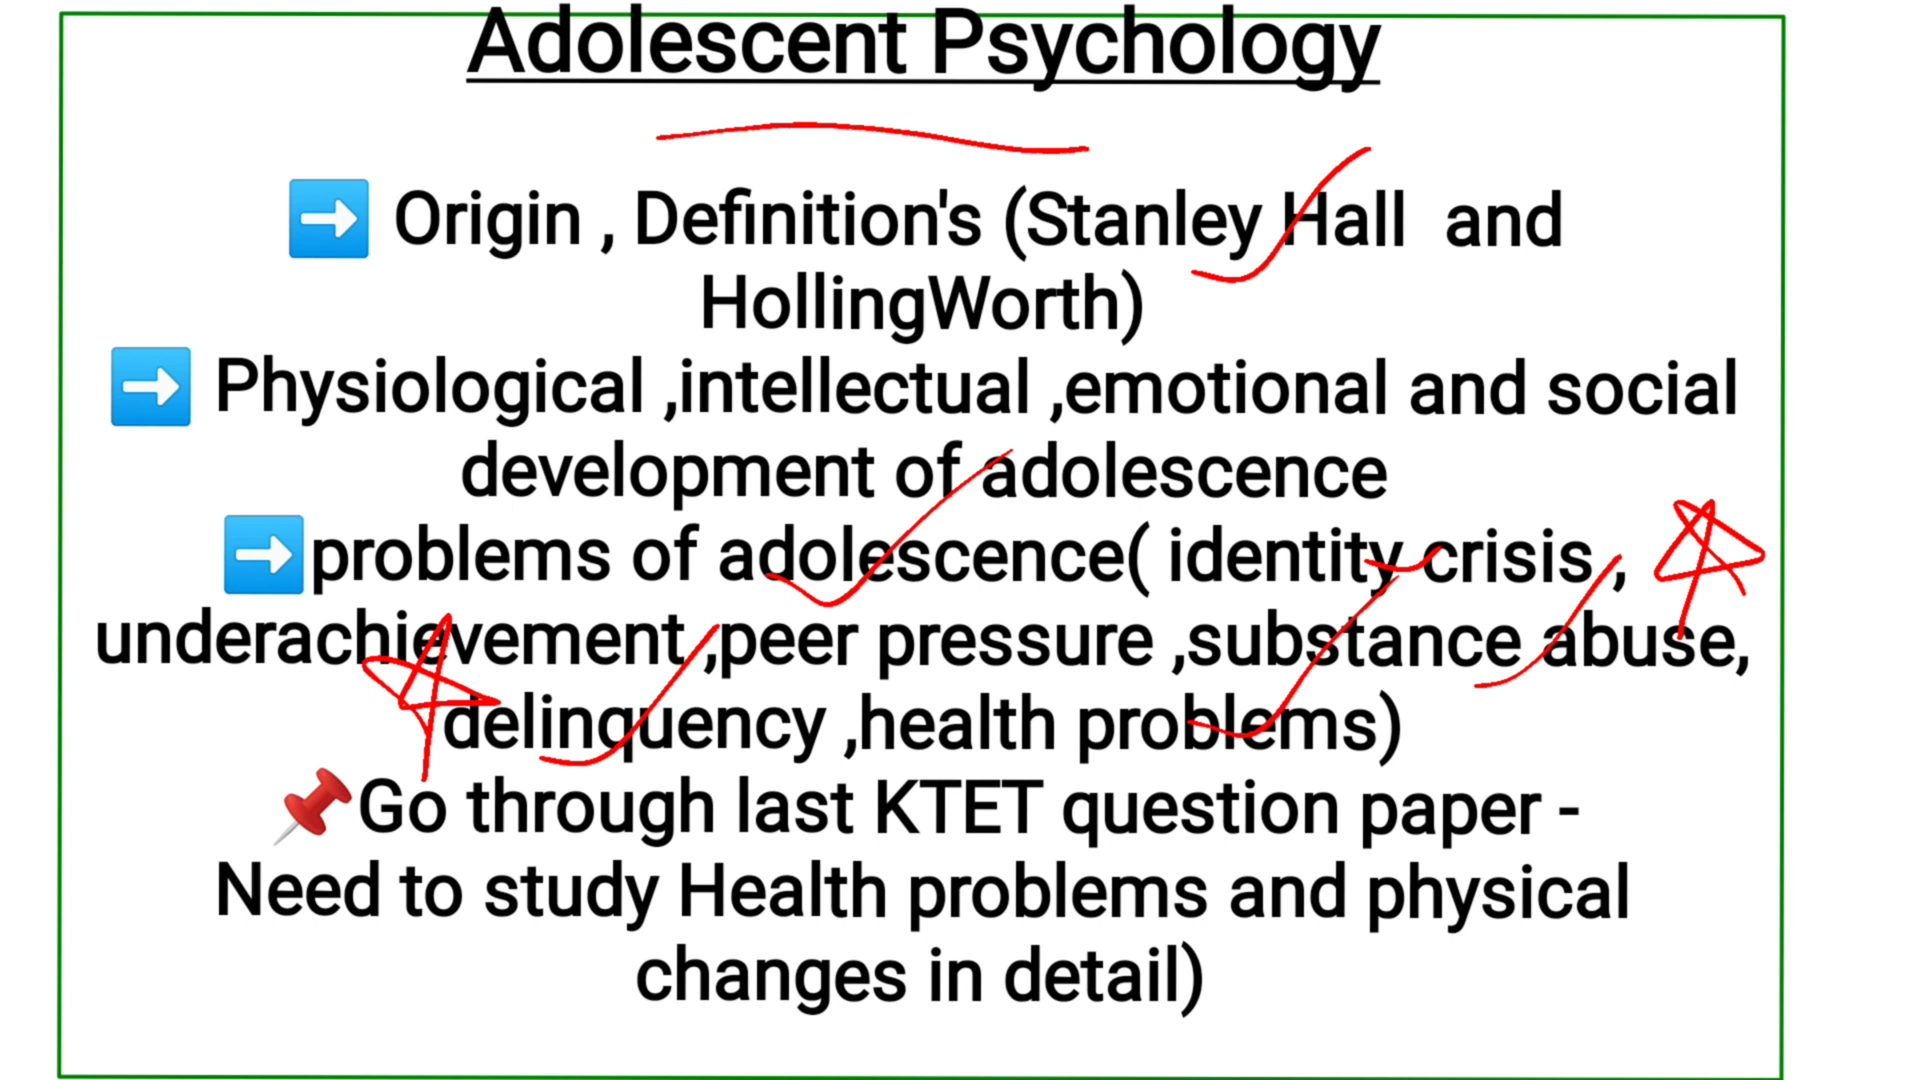 Adolescent Psychology
➡️ Origin , Definition's (Stanley Hall and
HollingWorth)
➡️ Physiological ,intellectual ,emotional and social
development of adolescence
➡️problems of adolescence( identity crisis ,
underachievement ,peer pressure ,substance abuse,
delinquency ,health problems)
📌Go through last KTET question paper -
Need to study Health problems and physical
changes in detail)